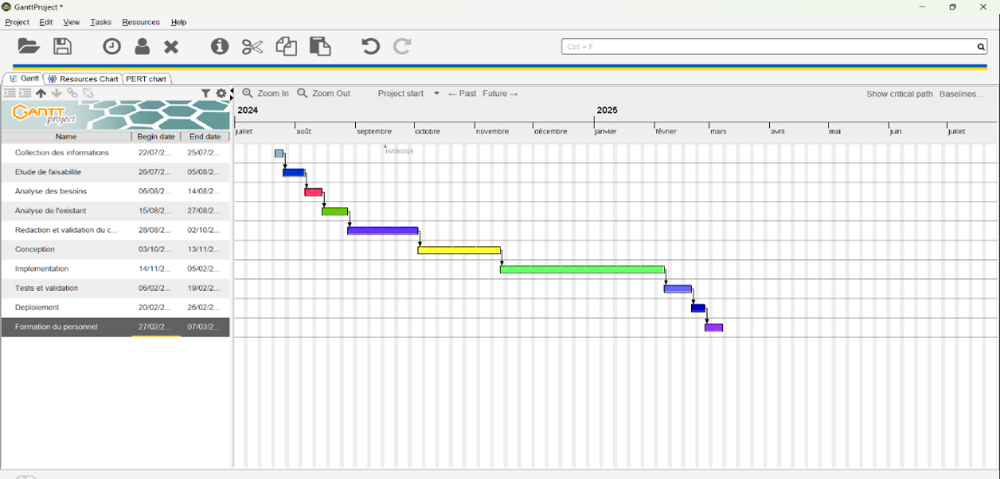 GanttProject *
Project Edit View Tasks Resources Help
Ctrl + F
Gantt Resources Chart PERT chart
Zoom In Zoom Out Project start ← Past Future → Show critical path Baselines...
GANTT project
2024 2025
Name Begin date End date
juillet août septembre octobre novembre décembre janvier février mars avril mai juin juillet
16/09/2024
Collection des informations 22/07/2... 25/07/2...
Etude de faisabilite 26/07/2... 05/08/2...
Analyse des besoins 06/08/2... 14/08/2...
Analyse de l'existant 15/08/2... 27/08/2...
Redaction et validation du c... 28/08/2... 02/10/2...
Conception 03/10/2... 13/11/2...
Implementation 14/11/2... 05/02/2...
Tests et validation 06/02/2... 19/02/2...
Deploiement 20/02/2... 26/02/2...
Formation du personnel 27/02/2... 07/03/2...